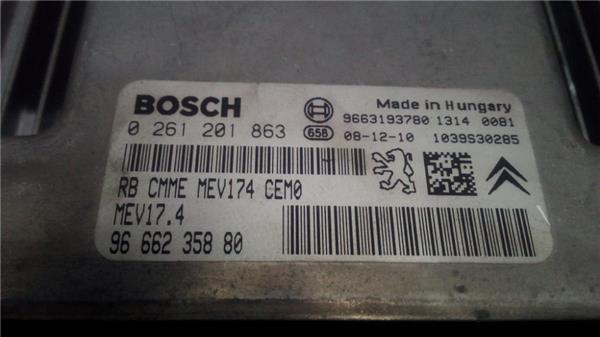 BOSCH
Made in Hungary
9663193780 1314 0081
0 261 201 863
658
08-12-10 1039S30285
RB CMME MEV174 CEM0
MEV17.4
96 662 358 80